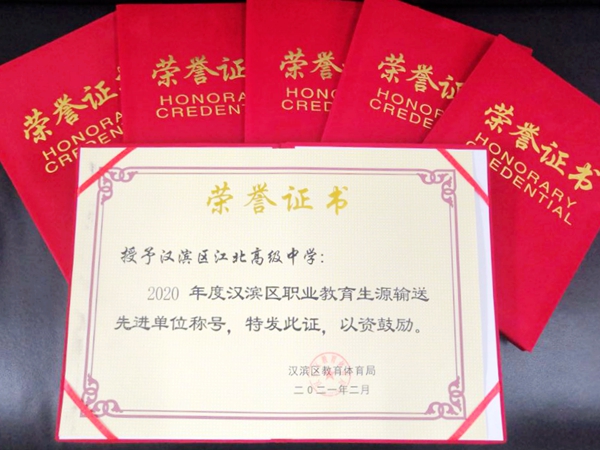 荣誉证书
HONORARY
CREDENTIAL
荣誉证书
HONORARY
CREDENTIAL
荣誉证书
HONORARY
CREDENTIAL
荣誉证书
HONORARY
CREDENTIAL
荣誉证书
HONORARY
CREDENTIAL
荣誉证书
授予汉滨区江北高级中学：
2020 年度汉滨区职业教育生源输送
先进单位称号，特发此证，以资鼓励。
汉滨区教育体育局
二〇二一年二月